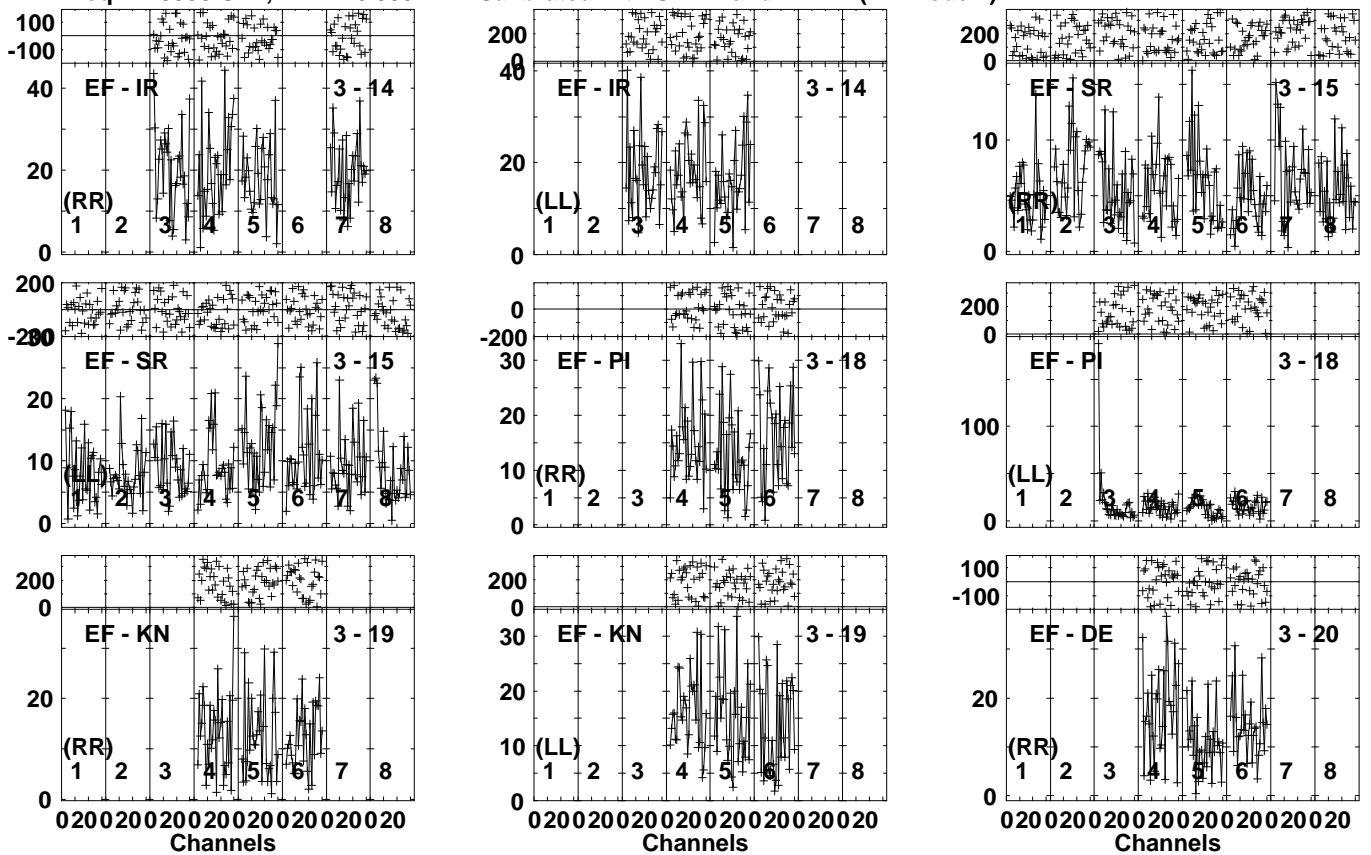 100
-100
EF - IR 3 - 14
40
20
0
(RR)
1 2 3 4 5 6 7 8
200
0
40
EF - IR 3 - 14
20
0
(LL)
1 2 3 4 5 6 7 8
200
0
EF - SR 3 - 15
10
0
(RR)
1 2 3 4 5 6 7 8
200
-200
30
EF - SR 3 - 15
20
10
0
(LL)
1 2 3 4 5 6 7 8
0
-200
30
EF - PI 3 - 18
20
10
0
(RR)
1 2 3 4 5 6 7 8
200
0
EF - PI 3 - 18
100
0
(LL)
1 2 3 4 5 6 7 8
200
0
EF - KN 3 - 19
20
0
(RR)
1 2 3 4 5 6 7 8
020020020020020020020020
Channels
200
0
30
EF - KN 3 - 19
20
10
0
(LL)
1 2 3 4 5 6 7 8
020020020020020020020020
Channels
100
-100
EF - DE 3 - 20
20
0
(RR)
1 2 3 4 5 6 7 8
020020020020020020020020
Channels